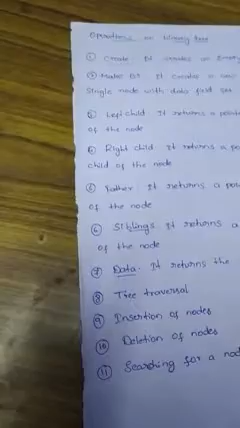 Operations on binary tree
① Create It creates an Empty
② Makes BT It creates a new
Single node with data field set
③ Left child It returns a point
of the node
④ Right child It returns a po
child of the node
⑤ Father It returns a poi
of the node
⑥ Siblings It returns a
of the node
⑦ Data- It returns the
⑧ Tree traversal
⑨ Insertion of nodes
⑩ Deletion of nodes
⑪ Searching for a nod